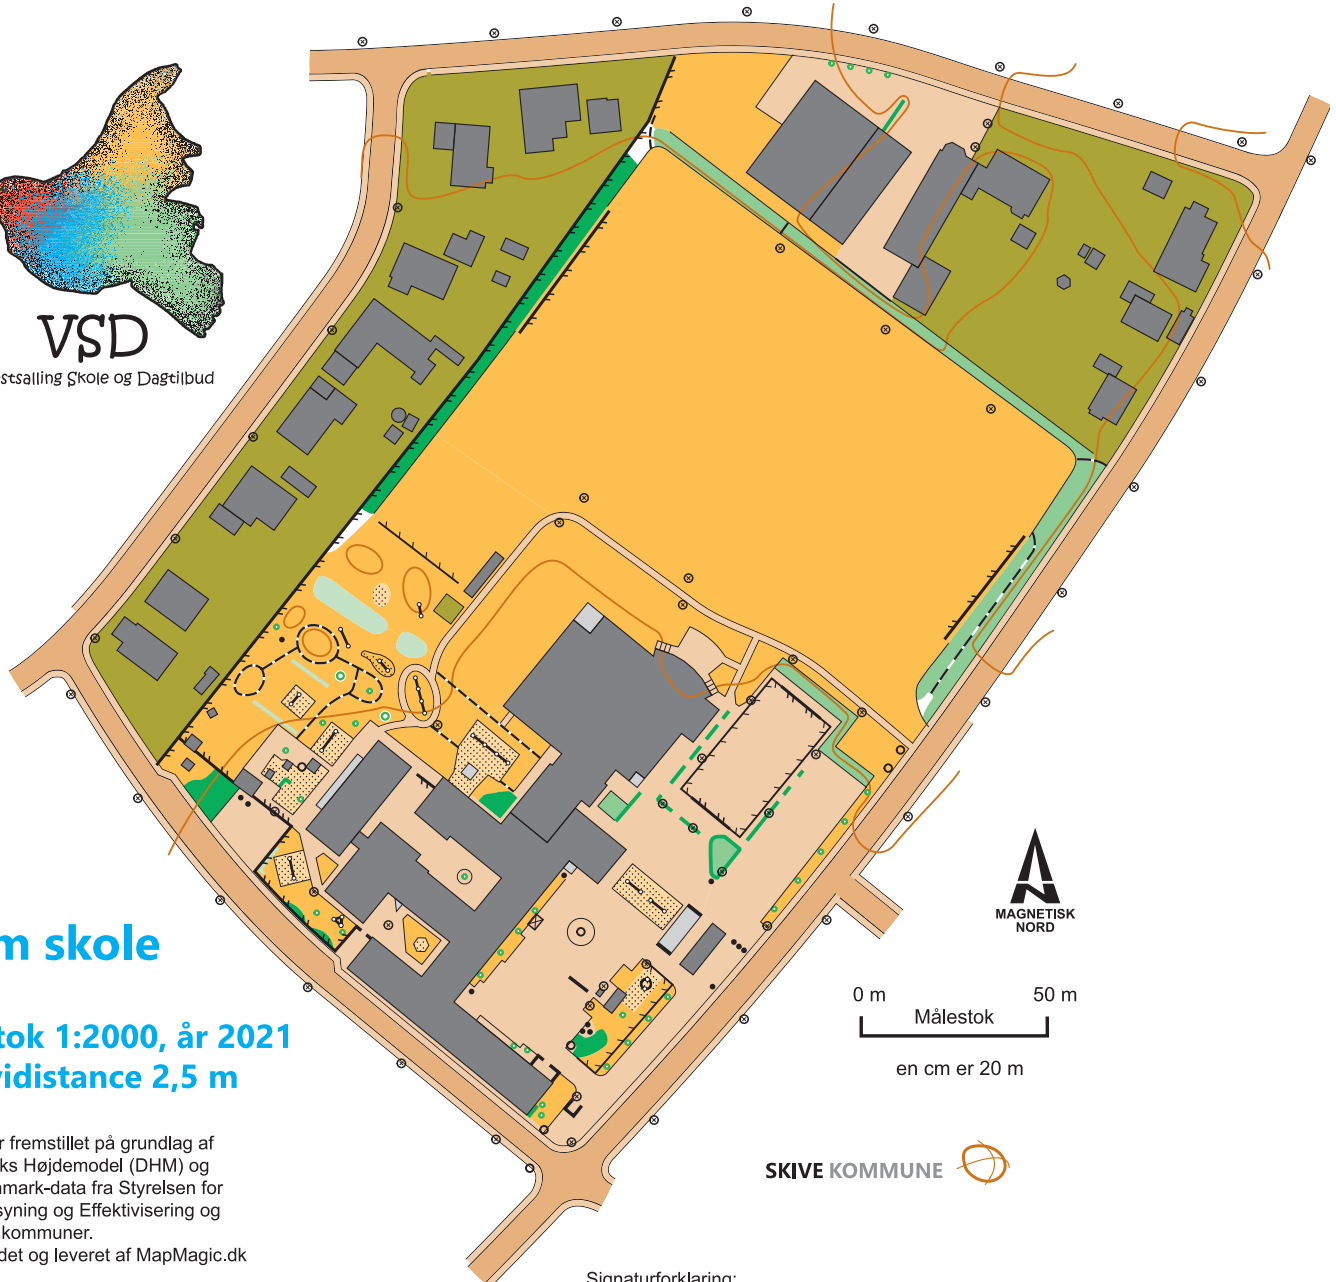 VSD
stsalling Skole og Dagtilbud
m skole
tok 1:2000, år 2021
vidistance 2,5 m
r fremstillet på grundlag af
ks Højdemodel (DHM) og
nmark-data fra Styrelsen for
syning og Effektivisering og
kommuner.
det og leveret af MapMagic.dk
MAGNETISK
NORD
0 m 50 m
Målestok
en cm er 20 m
SKIVE KOMMUNE
Signaturforklaring: